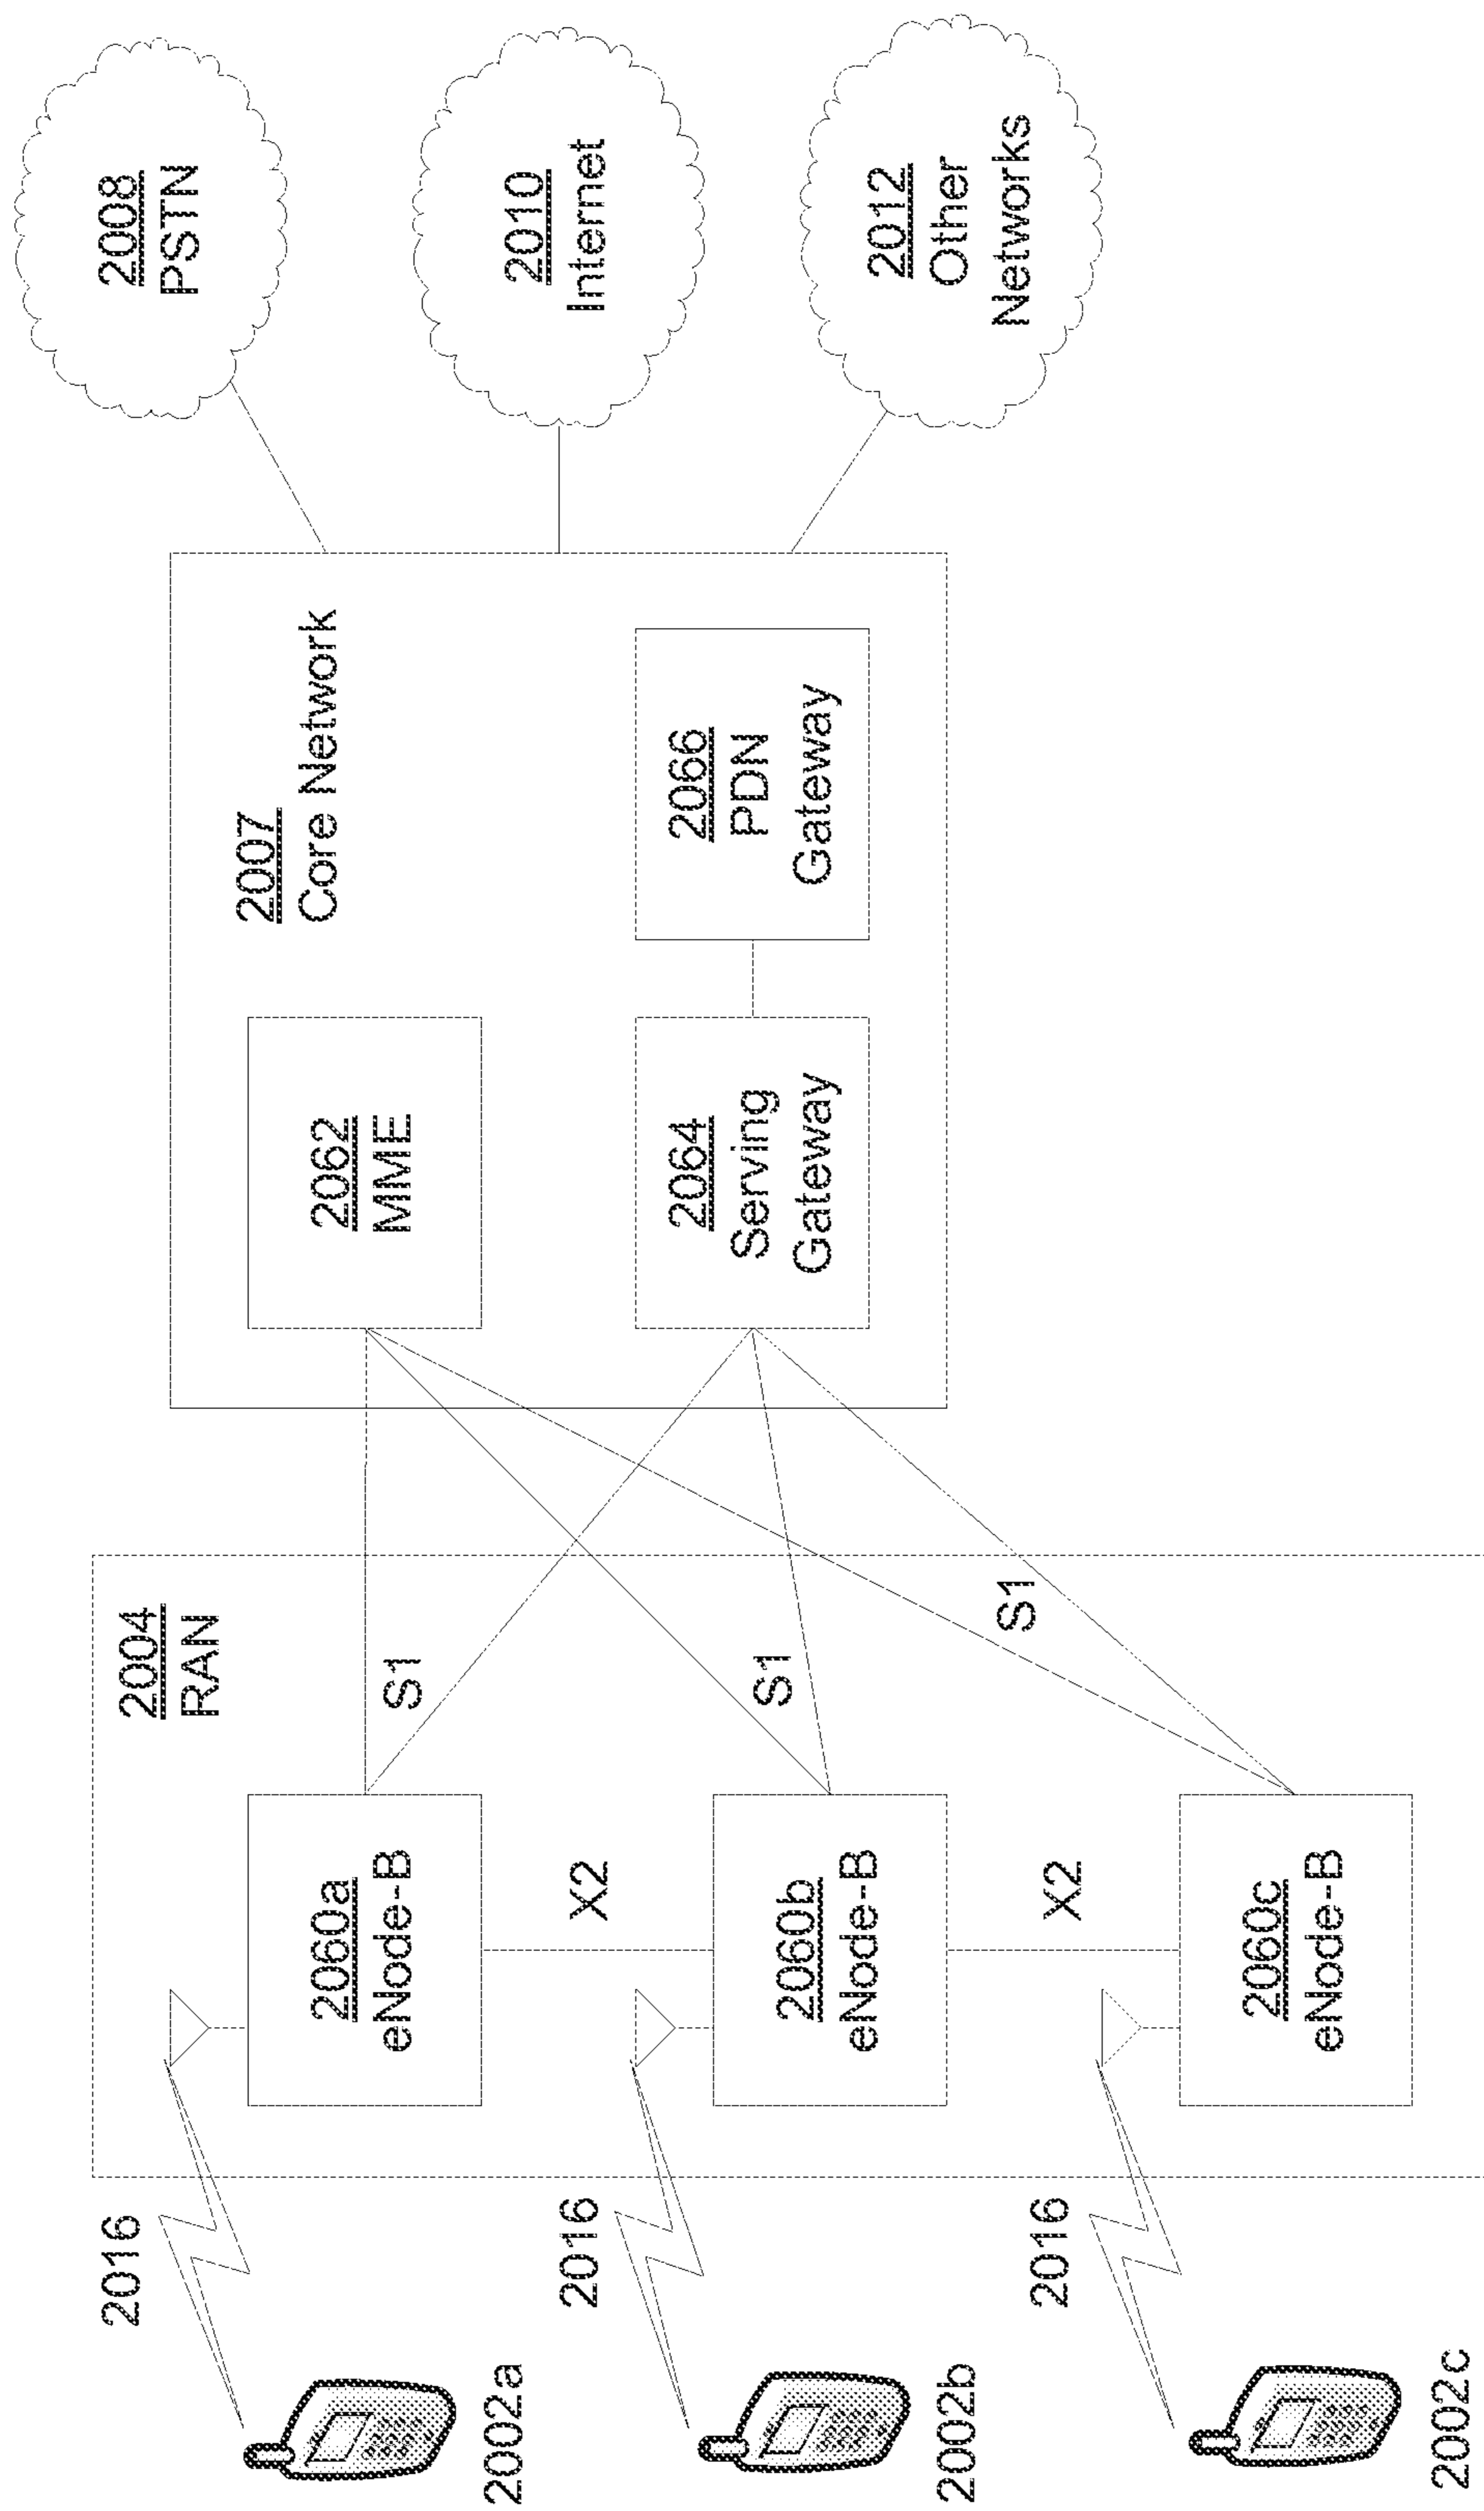 2016
2002a
2016
2002b
2016
2002c
2004
RAN
2060a
eNode-B
S1
X2
2060b
eNode-B
S1
X2
2060c
eNode-B
S1
2007
Core Network
2062
MME
2064
Serving
Gateway
2066
PDN
Gateway
2008
PSTN
2010
Internet
2012
Other
Networks